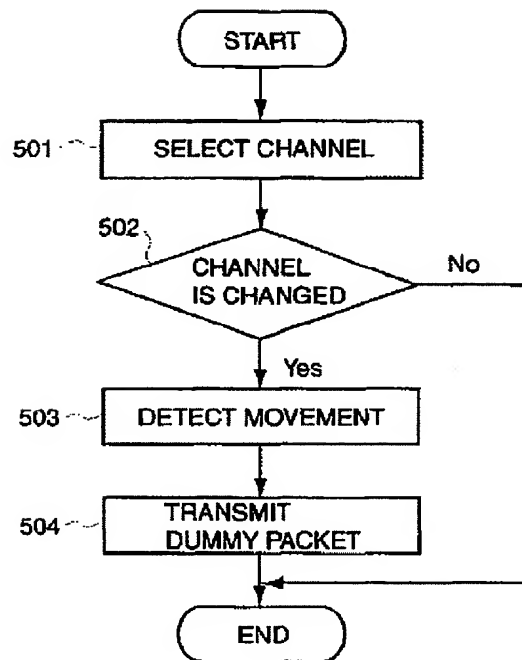 START
501
SELECT CHANNEL
502
CHANNEL
IS CHANGED
No
Yes
503
DETECT MOVEMENT
504
TRANSMIT
DUMMY PACKET
END